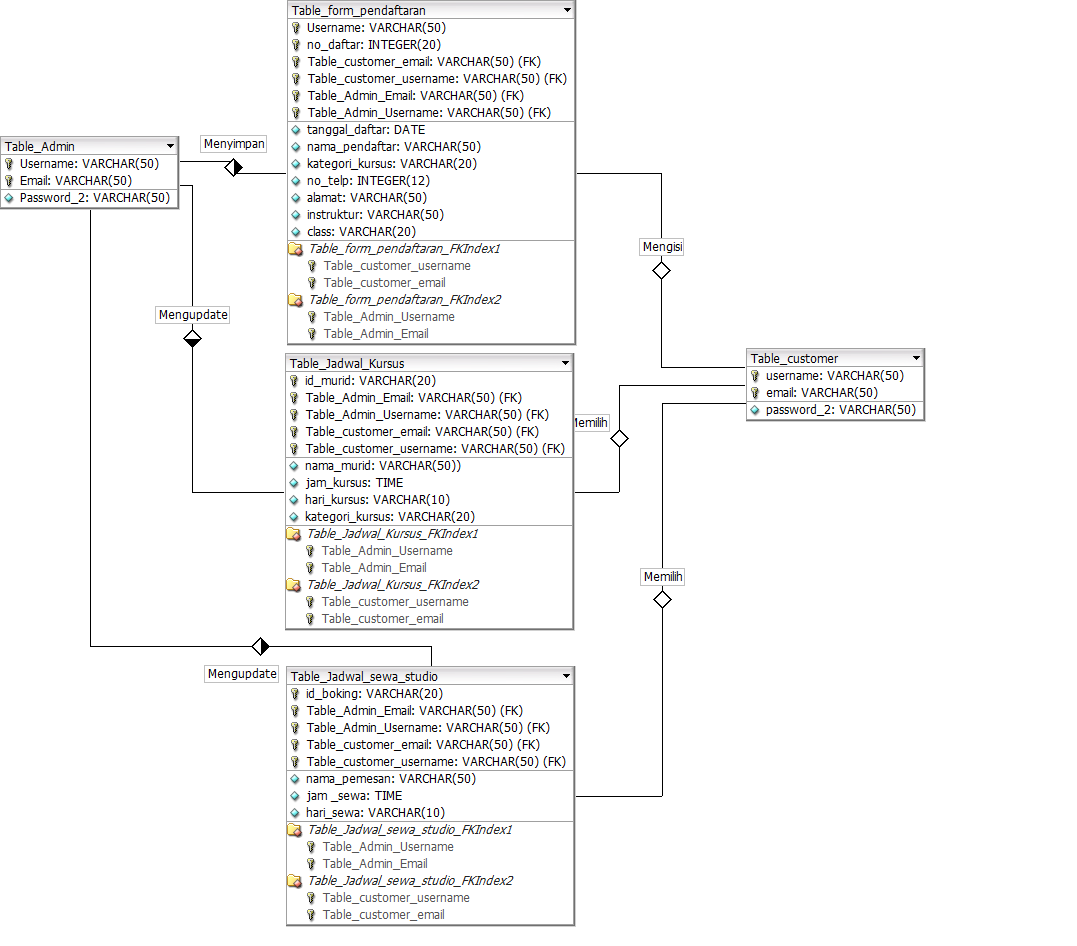 Table_form_pendaftaran
Username: VARCHAR(50)
no_daftar: INTEGER(20)
Table_customer_email: VARCHAR(50) (FK)
Table_customer_username: VARCHAR(50) (FK)
Table_Admin_Email: VARCHAR(50) (FK)
Table_Admin_Username: VARCHAR(50) (FK)
tanggal_daftar: DATE
nama_pendaftar: VARCHAR(50)
kategori_kursus: VARCHAR(20)
no_telp: INTEGER(12)
alamat: VARCHAR(50)
instruktur: VARCHAR(50)
class: VARCHAR(20)
Table_form_pendaftaran_FKIndex1
Table_customer_username
Table_customer_email
Table_form_pendaftaran_FKIndex2
Table_Admin_Username
Table_Admin_Email
Table_Admin
Username: VARCHAR(50)
Email: VARCHAR(50)
Password_2: VARCHAR(50)
Menyimpan
Mengisi
Mengupdate
Table_Jadwal_Kursus
id_murid: VARCHAR(20)
Table_Admin_Email: VARCHAR(50) (FK)
Table_Admin_Username: VARCHAR(50) (FK)
Table_customer_email: VARCHAR(50) (FK)
Table_customer_username: VARCHAR(50) (FK)
nama_murid: VARCHAR(50))
jam_kursus: TIME
hari_kursus: VARCHAR(10)
kategori_kursus: VARCHAR(20)
Table_Jadwal_Kursus_FKIndex1
Table_Admin_Username
Table_Admin_Email
Table_Jadwal_Kursus_FKIndex2
Table_customer_username
Table_customer_email
Memilih
Table_customer
username: VARCHAR(50)
email: VARCHAR(50)
password_2: VARCHAR(50)
Memilih
Mengupdate
Table_Jadwal_sewa_studio
id_boking: VARCHAR(20)
Table_Admin_Email: VARCHAR(50) (FK)
Table_Admin_Username: VARCHAR(50) (FK)
Table_customer_email: VARCHAR(50) (FK)
Table_customer_username: VARCHAR(50) (FK)
nama_pemesan: VARCHAR(50)
jam _sewa: TIME
hari_sewa: VARCHAR(10)
Table_Jadwal_sewa_studio_FKIndex1
Table_Admin_Username
Table_Admin_Email
Table_Jadwal_sewa_studio_FKIndex2
Table_customer_username
Table_customer_email